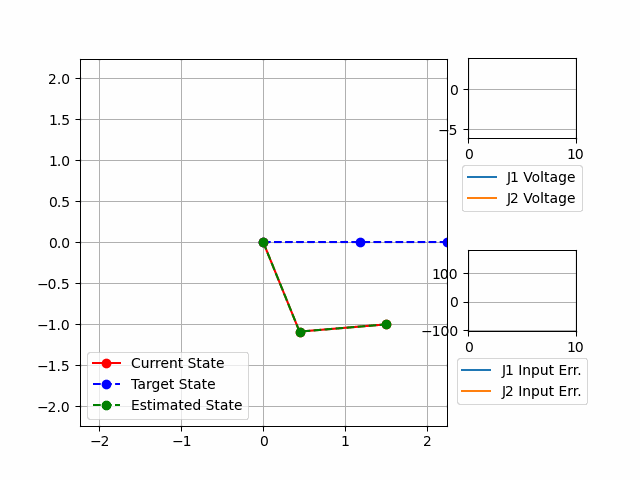 2.0
1.5
1.0
0.5
0.0
−0.5
−1.0
−1.5
−2.0
−2 −1 0 1 2
Current State
Target State
Estimated State
0
−5
0 10
J1 Voltage
J2 Voltage
100
0
−100
0 10
J1 Input Err.
J2 Input Err.